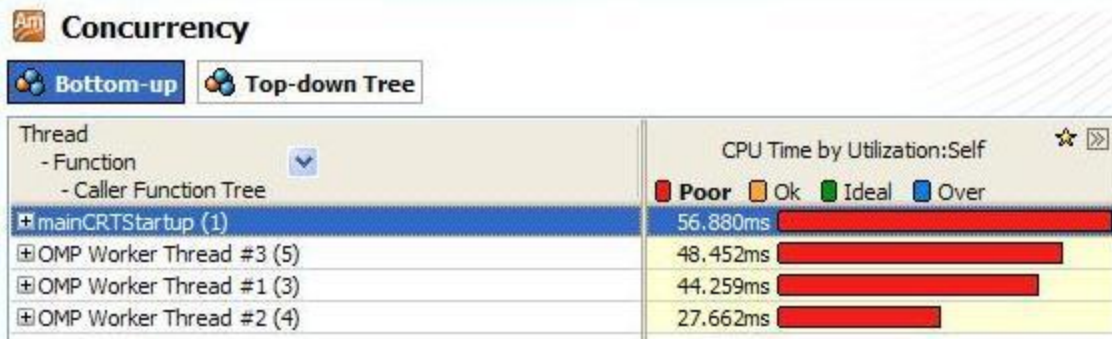 Am Concurrency
Bottom-up Top-down Tree
Thread
- Function
- Caller Function Tree
CPU Time by Utilization:Self
Poor Ok Ideal Over
mainCRTStartup (1) 56.880ms
OMP Worker Thread #3 (5) 48.452ms
OMP Worker Thread #1 (3) 44.259ms
OMP Worker Thread #2 (4) 27.662ms